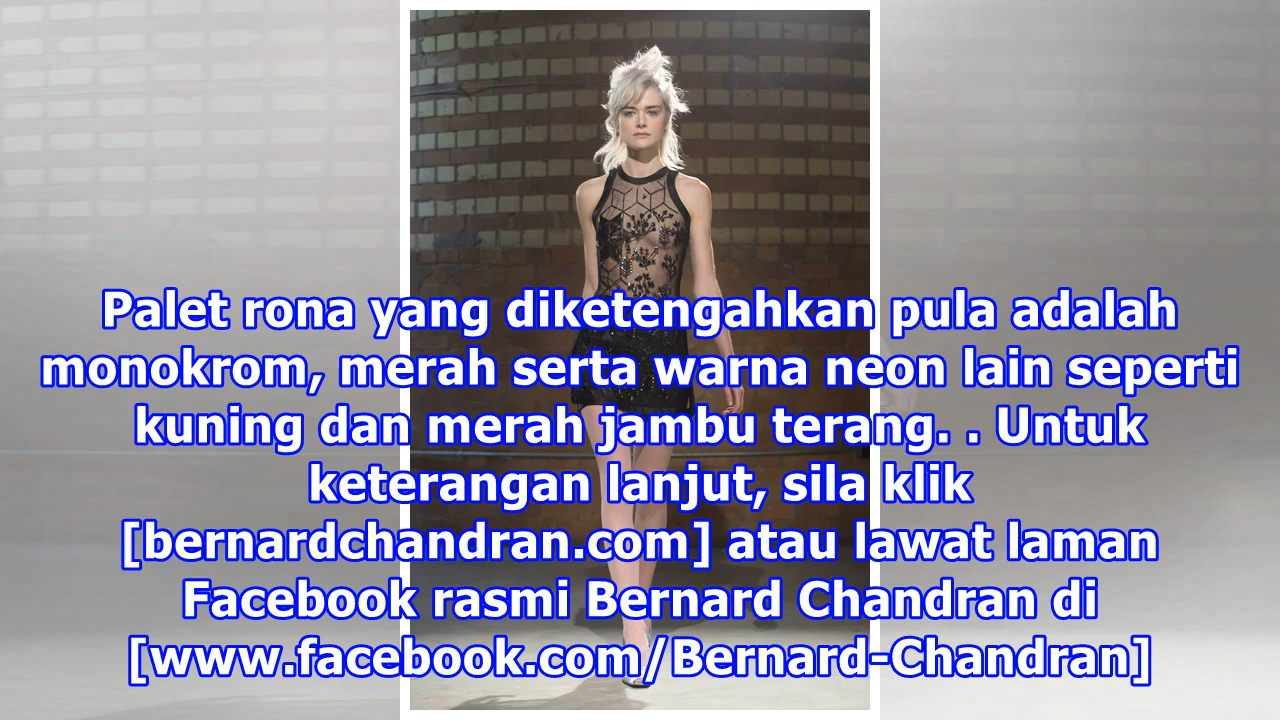 Palet rona yang diketengahkan pula adalah
monokrom, merah serta warna neon lain seperti
kuning dan merah jambu terang. . Untuk
keterangan lanjut, sila klik
[bernardchandran.com] atau lawat laman
Facebook rasmi Bernard Chandran di
[www.facebook.com/Bernard-Chandran]